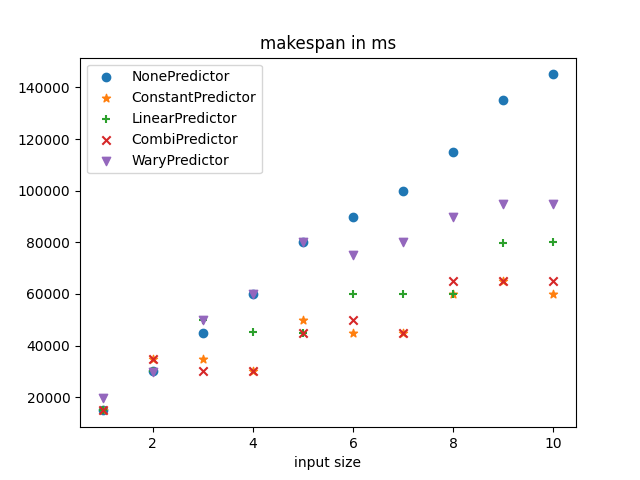 makespan in ms
NonePredictor
ConstantPredictor
LinearPredictor
CombiPredictor
WaryPredictor
140000
120000
100000
80000
60000
40000
20000
2 4 6 8 10
input size